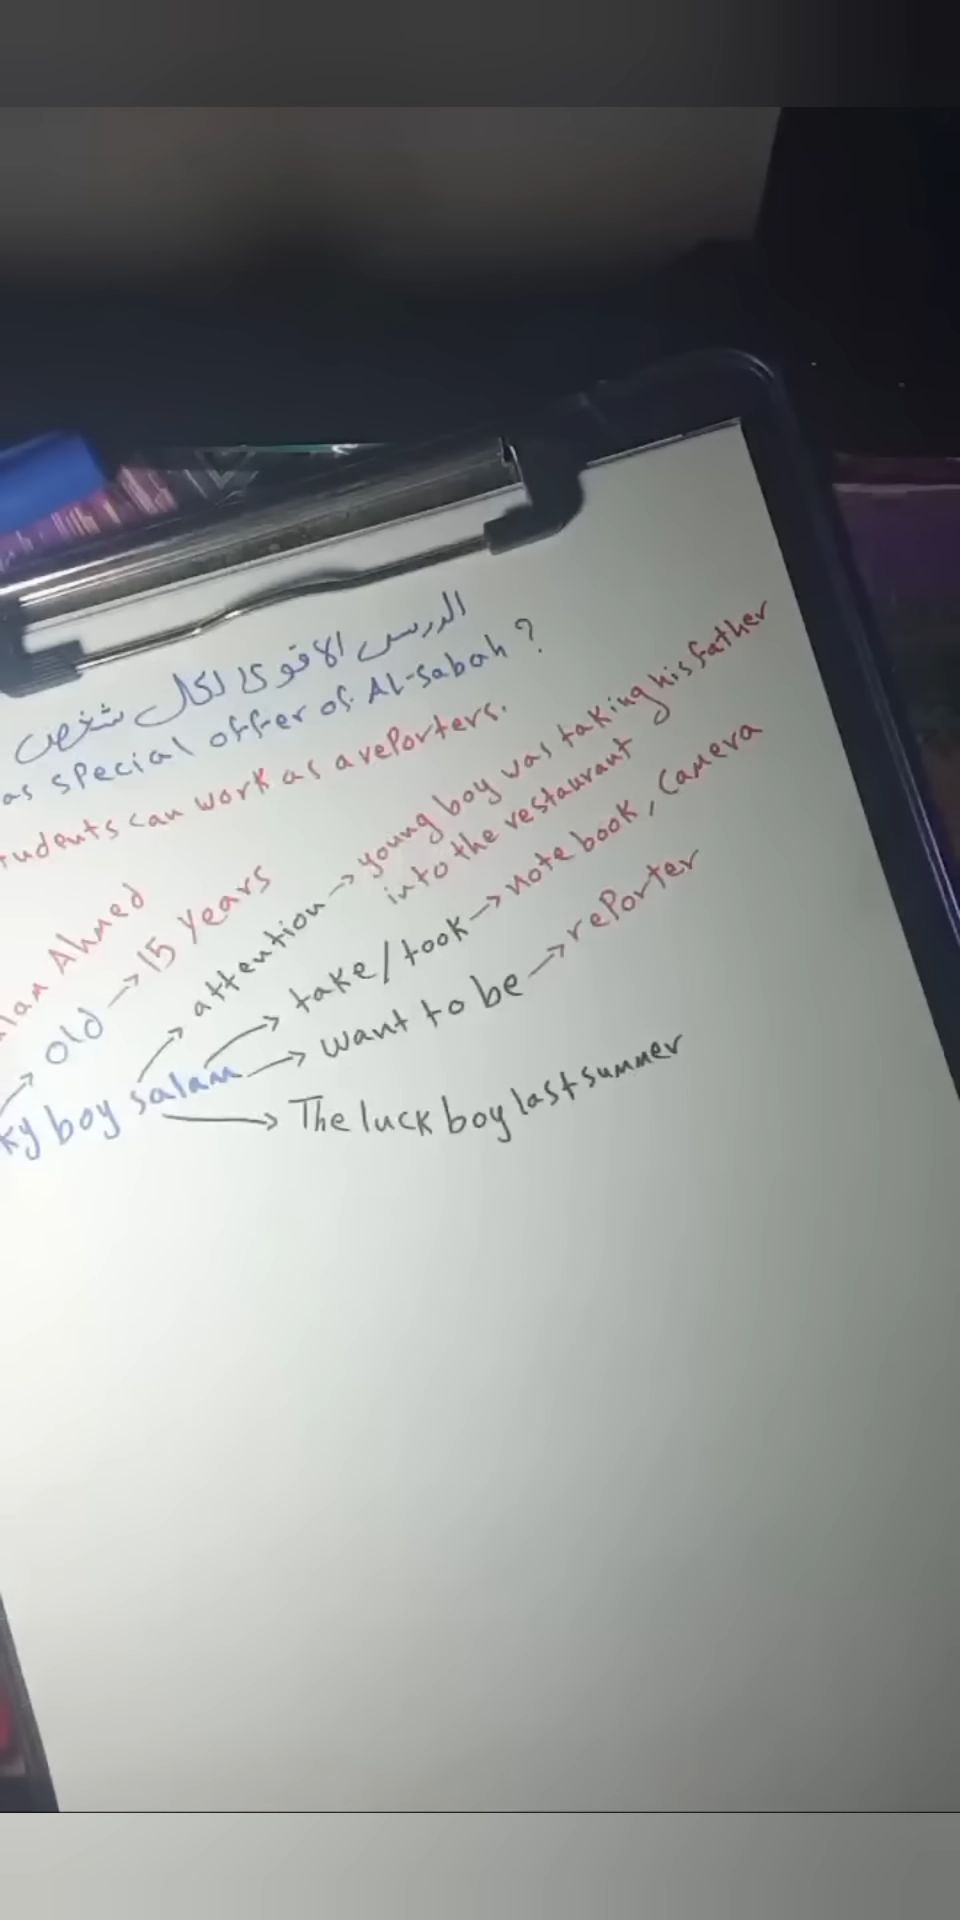 الدرس الاقوى لكل شخص
as special offer of AL-sabah ?
tudents can work as a reporters.
lam Ahmed
old → 15 years
attention → young boy was taking his father
into the restaurant
take / took → note book , camera
want to be → reporter
ky boy salam
The luck boy last summer